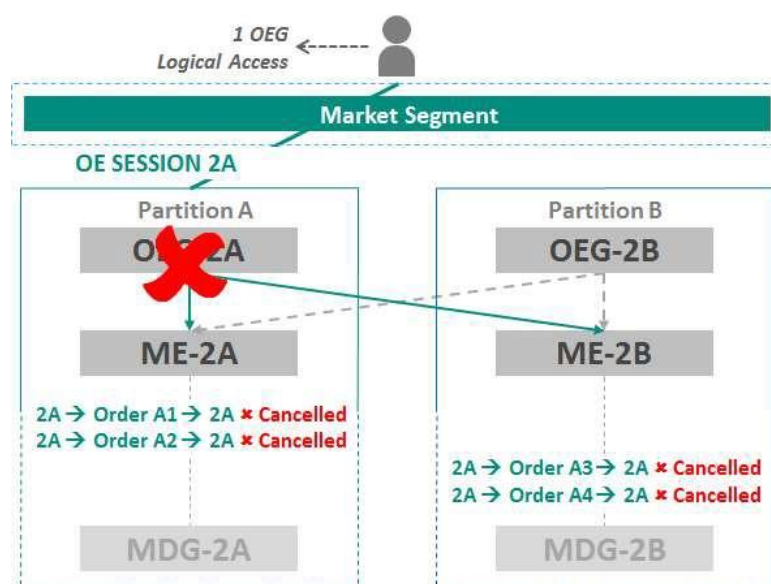 1 OEG
Logical Access
Market Segment
OE SESSION 2A
Partition A
Partition B
2A
OEG-2B
ME-2A
ME-2B
2A → Order A1 → 2A ✖ Cancelled
2A → Order A2 → 2A ✖ Cancelled
2A → Order A3 → 2A ✖ Cancelled
2A → Order A4 → 2A ✖ Cancelled
MDG-2A
MDG-2B